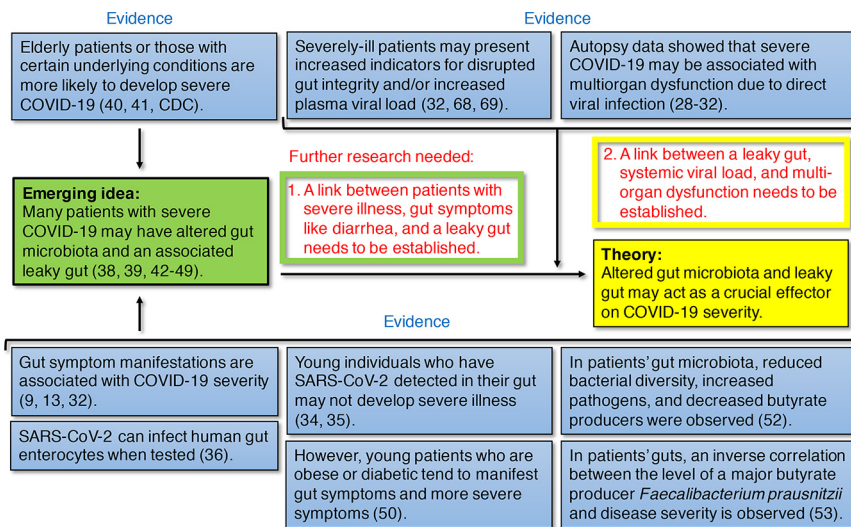 Evidence
Evidence
Elderly patients or those with
certain underlying conditions are
more likely to develop severe
COVID-19 (40, 41, CDC).
Severely-ill patients may present
increased indicators for disrupted
gut integrity and/or increased
plasma viral load (32, 68, 69).
Autopsy data showed that severe
COVID-19 may be associated with
multiorgan dysfunction due to direct
viral infection (28-32).
Further research needed:
1. A link between patients with
severe illness, gut symptoms
like diarrhea, and a leaky gut
needs to be established.
2. A link between a leaky gut,
systemic viral load, and multi-
organ dysfunction needs to be
established.
Emerging idea:
Many patients with severe
COVID-19 may have altered gut
microbiota and an associated
leaky gut (38, 39, 42-49).
Theory:
Altered gut microbiota and leaky
gut may act as a crucial effector
on COVID-19 severity.
Evidence
Gut symptom manifestations are
associated with COVID-19 severity
(9, 13, 32).
SARS-CoV-2 can infect human gut
enterocytes when tested (36).
Young individuals who have
SARS-CoV-2 detected in their gut
may not develop severe illness
(34, 35).
However, young patients who are
obese or diabetic tend to manifest
gut symptoms and more severe
symptoms (50).
In patients' gut microbiota, reduced
bacterial diversity, increased
pathogens, and decreased butyrate
producers were observed (52).
In patients' guts, an inverse correlation
between the level of a major butyrate
producer Faecalibacterium prausnitzii
and disease severity is observed (53).